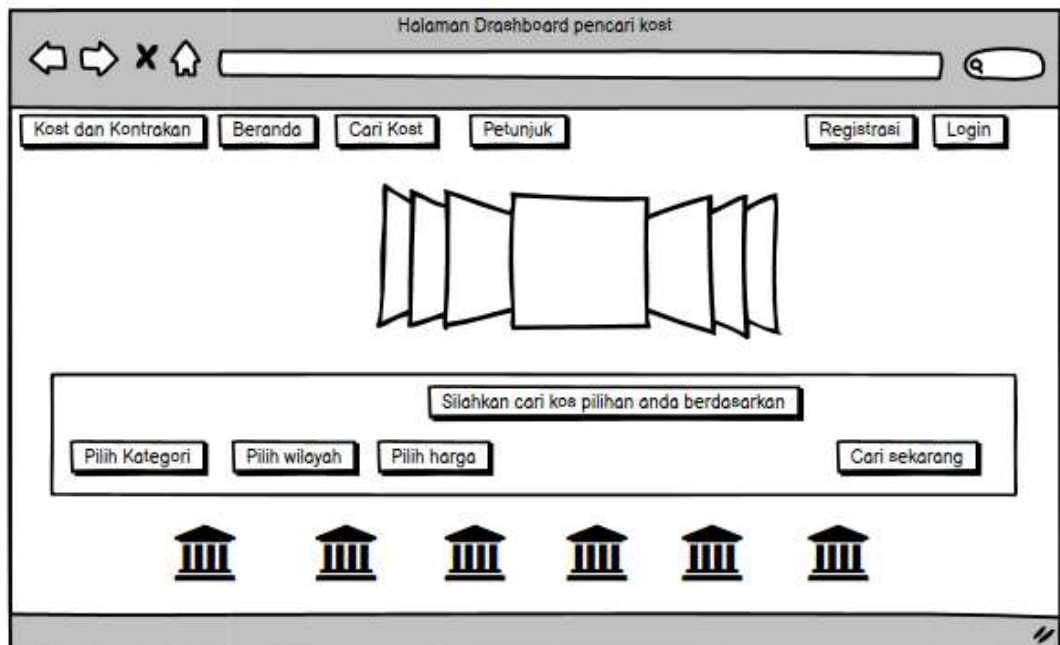 Halaman Drashboard pencari kost
Kost dan Kontrakan Beranda Cari Kost Petunjuk Registrasi Login
Silahkan cari kos pilihan anda berdasarkan
Pilih Kategori Pilih wilayah Pilih harga Cari sekarang